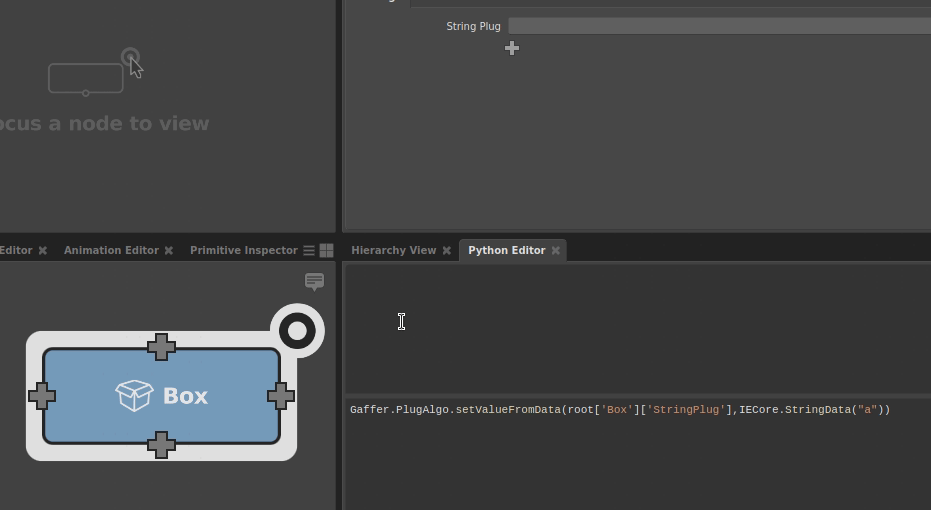 String Plug
ocus a node to view
Editor Animation Editor Primitive Inspector
Hierarchy View Python Editor
Box
Gaffer.PlugAlgo.setValueFromData(root['Box']['StringPlug'],IECore.StringData("a"))